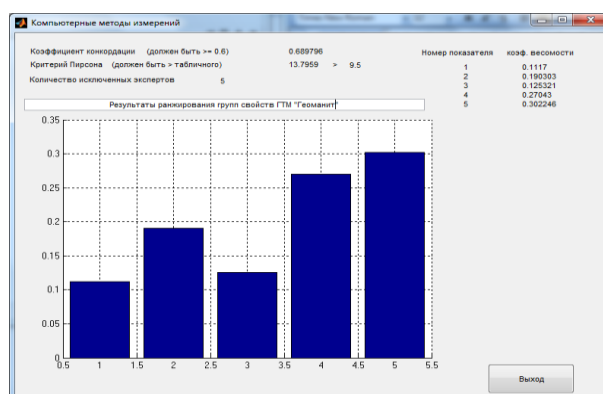 Компьютерные методы измерений
Коэффициент конкордации (должен быть >= 0.6) 0.689796
Критерий Пирсона (должен быть > табличного) 13.7959 > 9.5
Количество исключенных экспертов 5
Номер показателя коэф. весомости
1 0.1117
2 0.190303
3 0.125321
4 0.27043
5 0.302246
Результаты ранжирования групп свойств ГТМ "Геоманит"
0.35
0.3
0.25
0.2
0.15
0.1
0.05
0
0.5 1 1.5 2 2.5 3 3.5 4 4.5 5 5.5
Выход